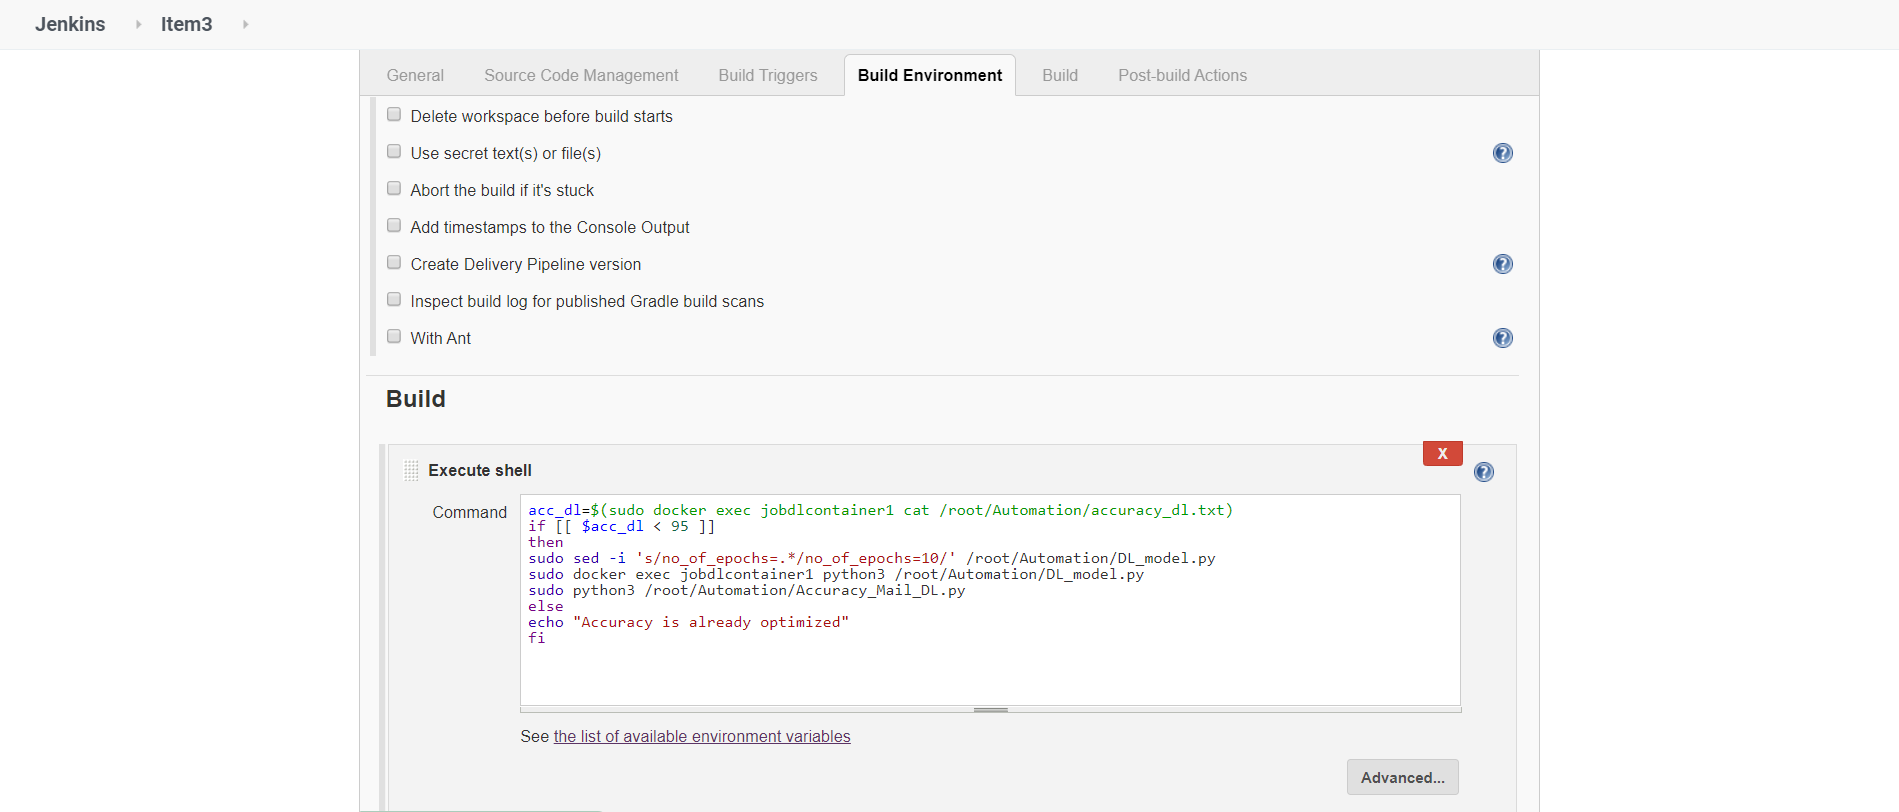 Jenkins Item3
General Source Code Management Build Triggers Build Environment Build Post-build Actions
Delete workspace before build starts
Use secret text(s) or file(s)
Abort the build if it's stuck
Add timestamps to the Console Output
Create Delivery Pipeline version
Inspect build log for published Gradle build scans
With Ant
Build
X
Execute shell
Command
acc_dl=$(sudo docker exec jobdlcontainer1 cat /root/Automation/accuracy_dl.txt)
if [[ $acc_dl < 95 ]]
then
sudo sed -i 's/no_of_epochs=.*/no_of_epochs=10/' /root/Automation/DL_model.py
sudo docker exec jobdlcontainer1 python3 /root/Automation/DL_model.py
sudo python3 /root/Automation/Accuracy_Mail_DL.py
else
echo "Accuracy is already optimized"
fi
See the list of available environment variables
Advanced...